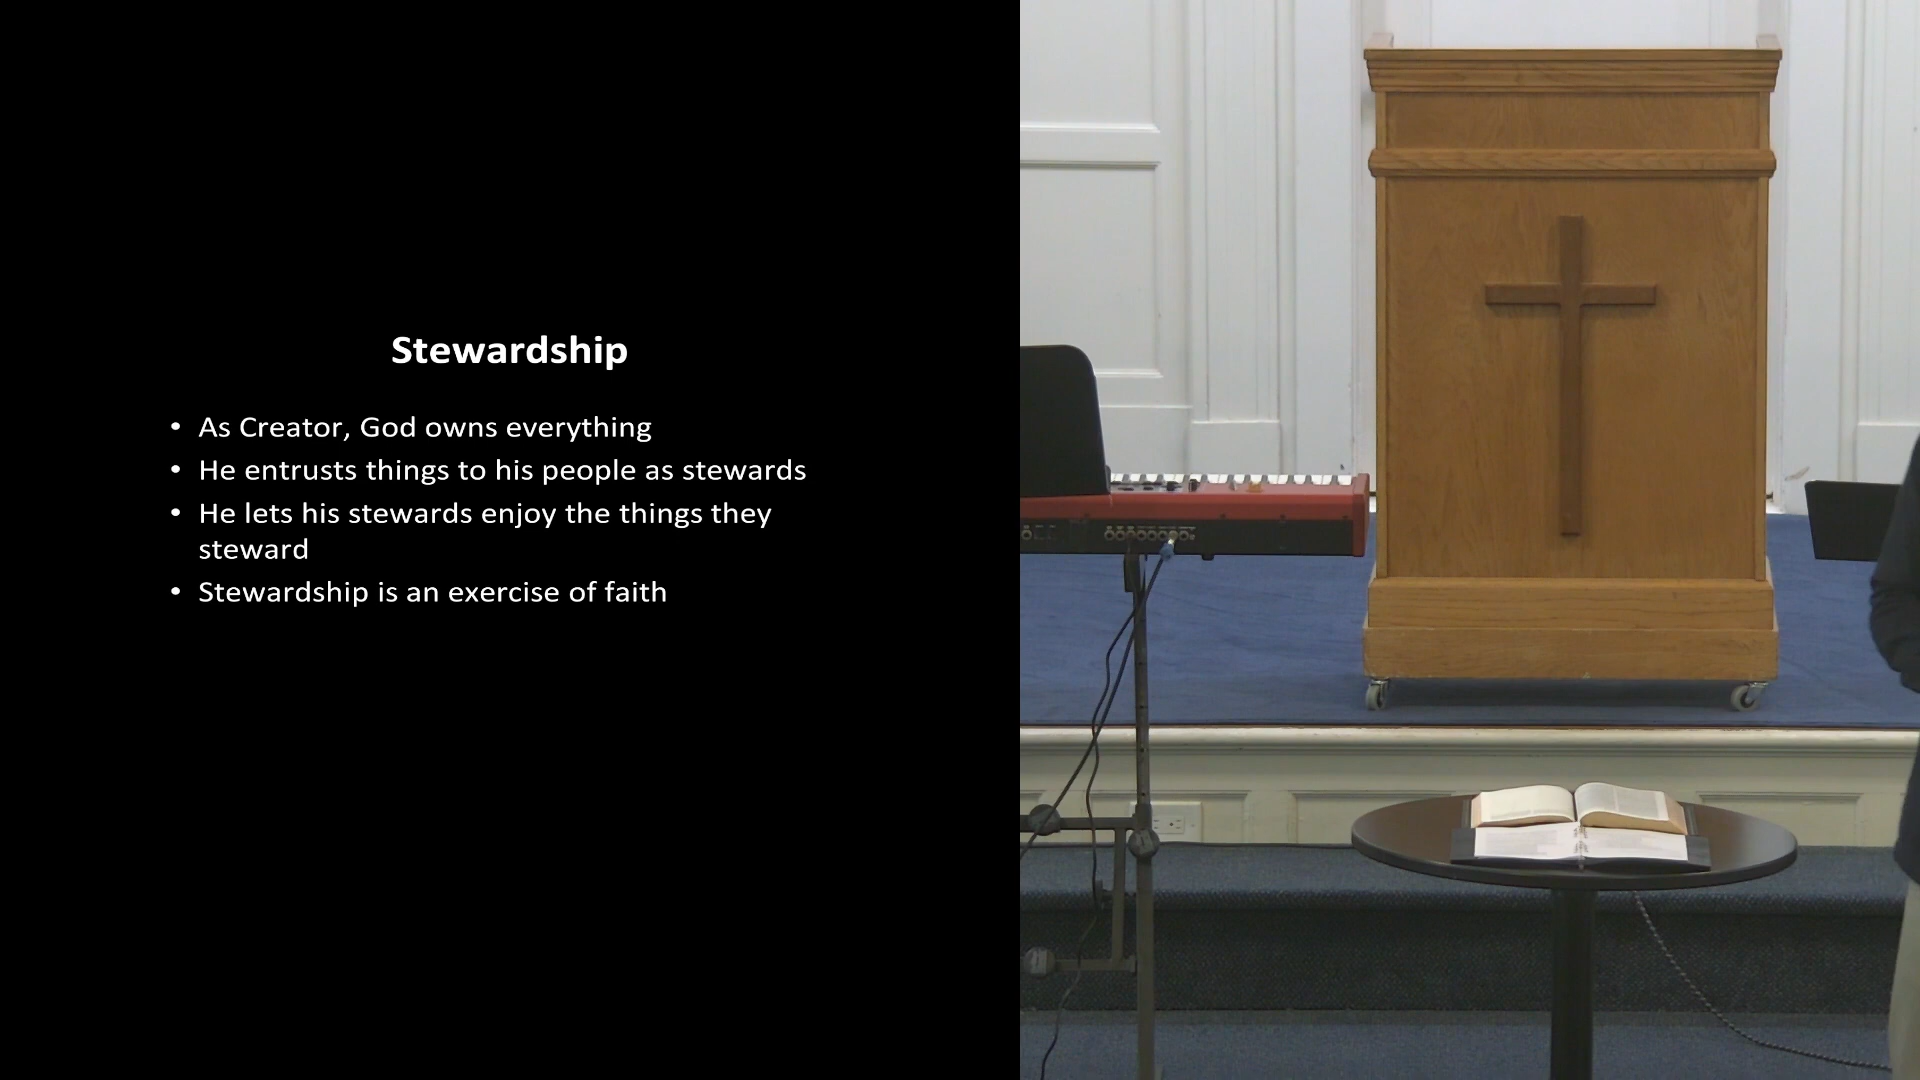 Stewardship
• As Creator, God owns everything
• He entrusts things to his people as stewards
• He lets his stewards enjoy the things they
steward
• Stewardship is an exercise of faith